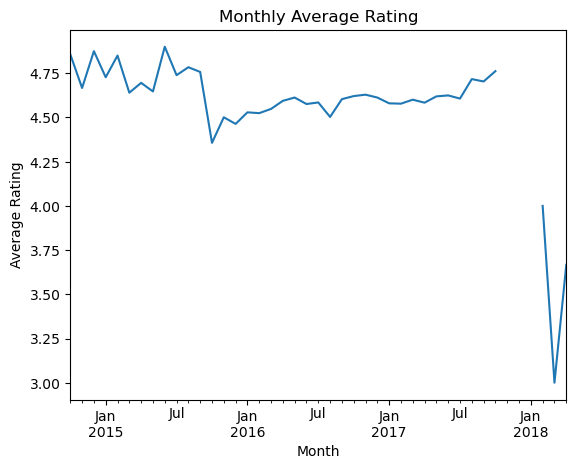 Monthly Average Rating
Average Rating
4.75
4.50
4.25
4.00
3.75
3.50
3.25
3.00
Jan
2015
Jul
Jan
2016
Jul
Jan
2017
Jul
Jan
2018
Month